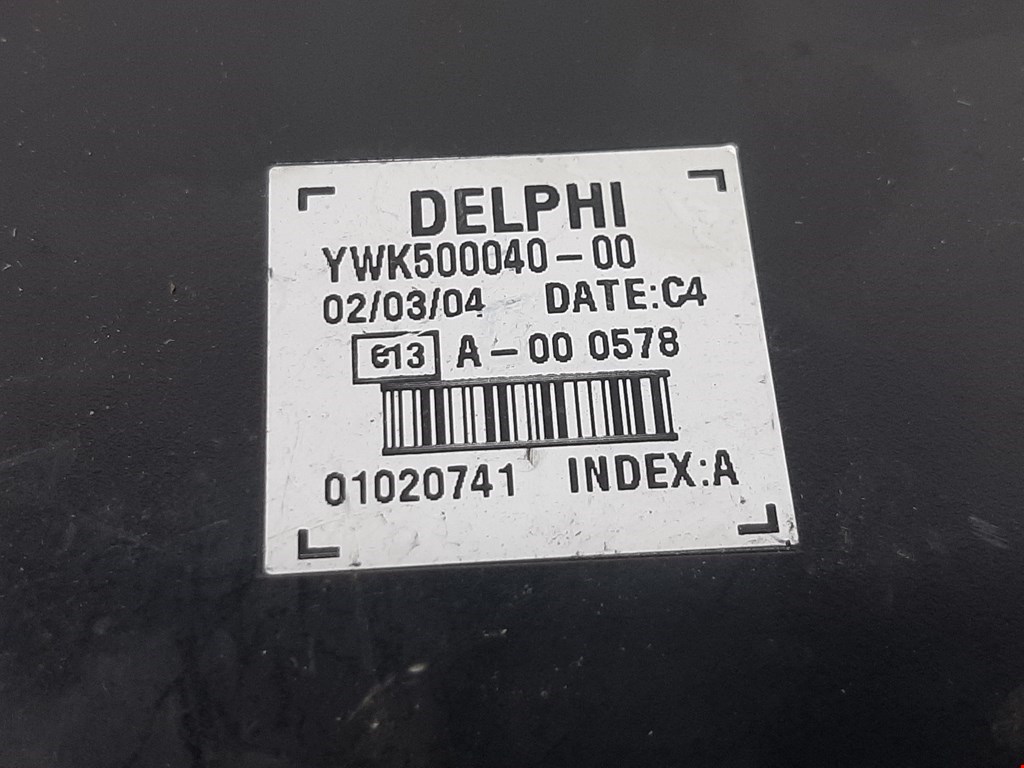 DELPHI
YWK500040-00
02/03/04 DATE:C4
e13 A-00 0578
01020741 INDEX:A